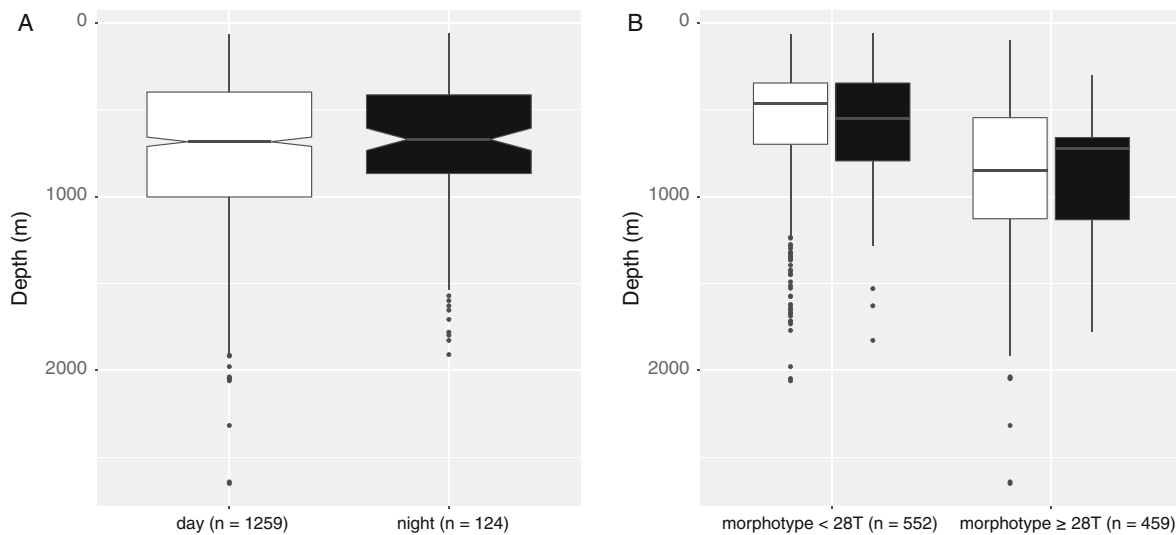 A
0
1000
2000
Depth (m)
day (n = 1259)
night (n = 124)
B
0
1000
2000
Depth (m)
morphotype < 28T (n = 552)
morphotype ≥ 28T (n = 459)